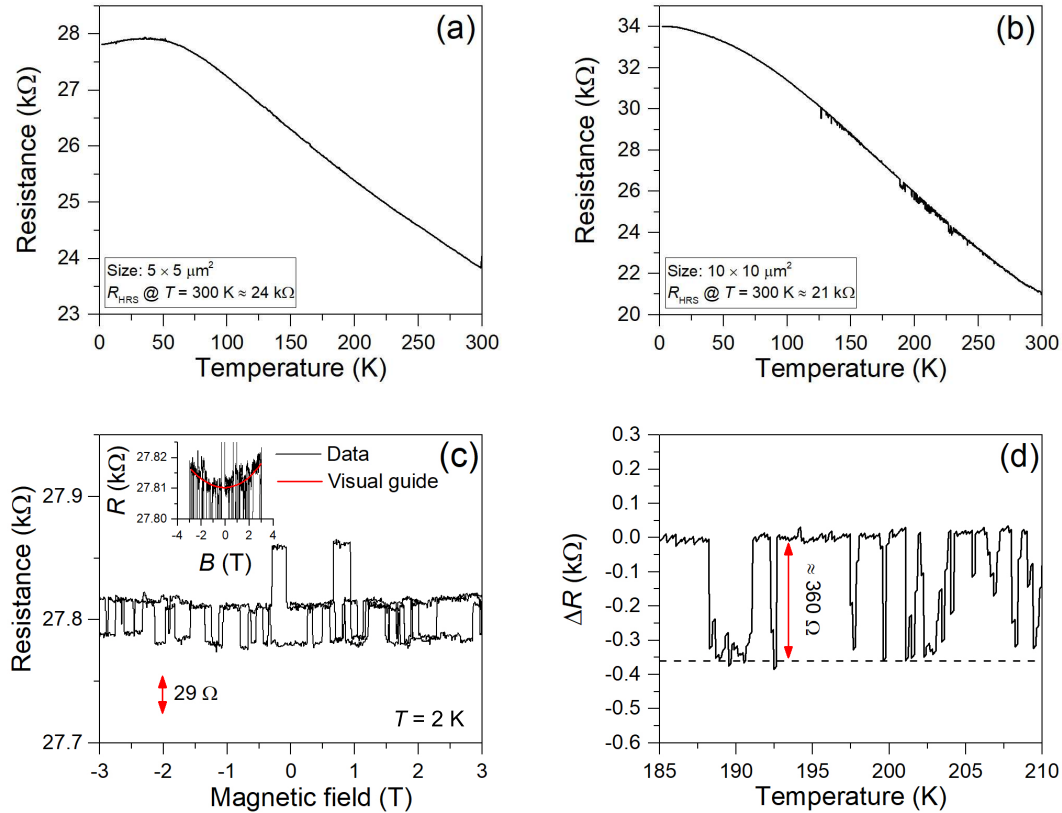 (a)
28
27
26
25
24
23
Resistance (kΩ)
0 50 100 150 200 250 300
Temperature (K)
Size: 5 × 5 μm²
R_HRS @ T = 300 K ≈ 24 kΩ
(b)
34
32
30
28
26
24
22
20
Resistance (kΩ)
0 50 100 150 200 250 300
Temperature (K)
Size: 10 × 10 μm²
R_HRS @ T = 300 K ≈ 21 kΩ
(c)
27.9
27.8
27.7
Resistance (kΩ)
-3 -2 -1 0 1 2 3
Magnetic field (T)
27.82
27.81
27.80
R (kΩ)
-4 -2 0 2 4
B (T)
Data
Visual guide
29 Ω
T = 2 K
(d)
0.3
0.2
0.1
0.0
-0.1
-0.2
-0.3
-0.4
-0.5
-0.6
ΔR (kΩ)
185 190 195 200 205 210
Temperature (K)
≈ 360 Ω